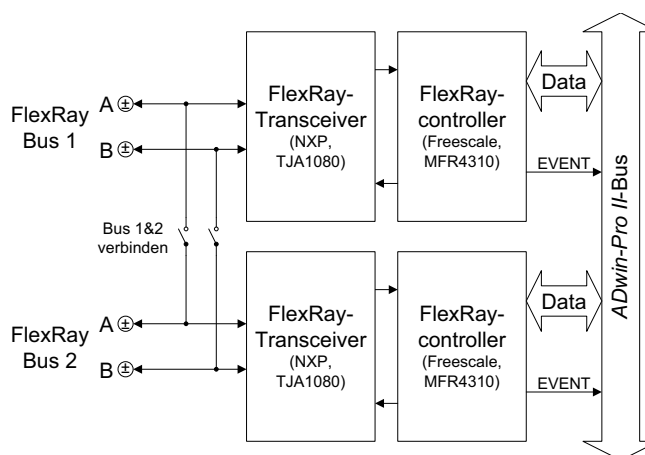 FlexRay
Bus 1
A
B
FlexRay-
Transceiver
(NXP,
TJA1080)
FlexRay-
controller
(Freescale,
MFR4310)
Data
EVENT
Bus 1&2
verbinden
FlexRay
Bus 2
A
B
FlexRay-
Transceiver
(NXP,
TJA1080)
FlexRay-
controller
(Freescale,
MFR4310)
Data
EVENT
ADwin-Pro II-Bus